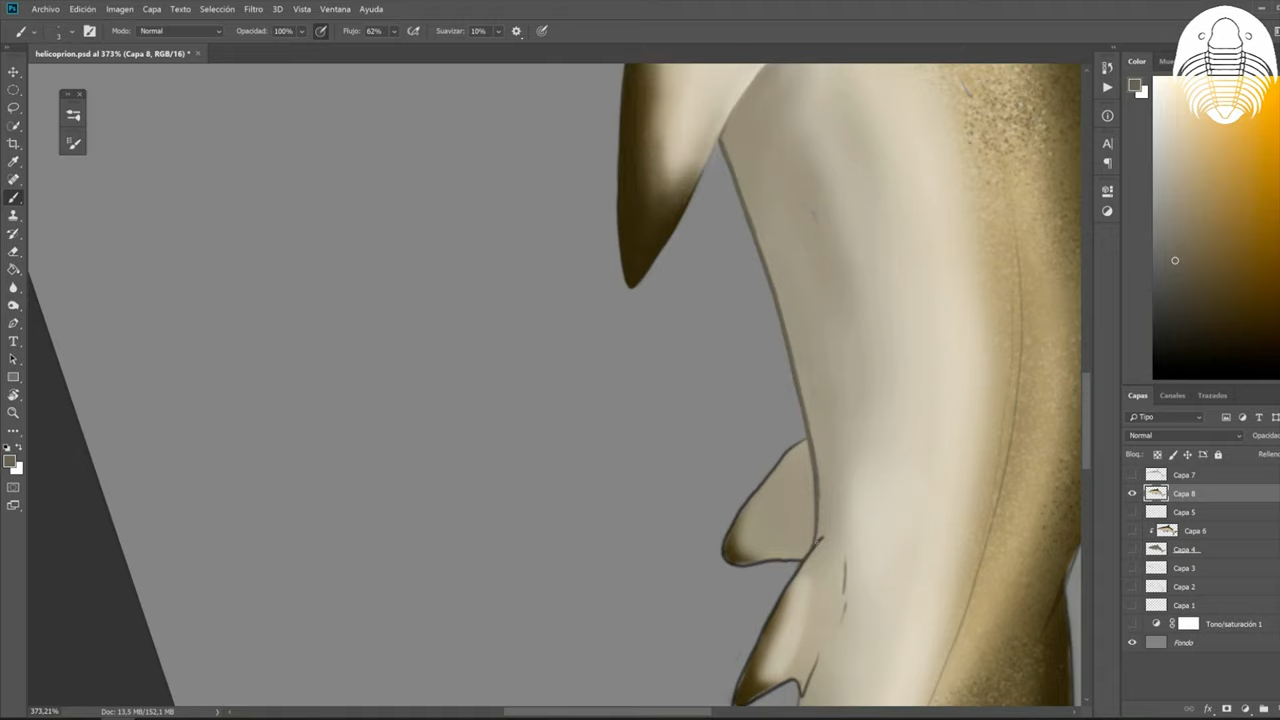 Ps Archivo Edición Imagen Capa Texto Selección Filtro 3D Vista Ventana Ayuda
3 Modo: Normal Opacidad: 100% Flujo: 62% Suavizar: 10%
helicoprion.psd al 373% (Capa 8, RGB/16) *
Color
Capas Canales Trazados
Tipo
Normal
Bloq.:
Capa 7
Capa 8
Capa 5
Capa 6
Capa 4
Capa 3
Capa 2
Capa 1
Tono/saturación 1
Fondo
373,21% Doc: 13,5 MB/152,1 MB